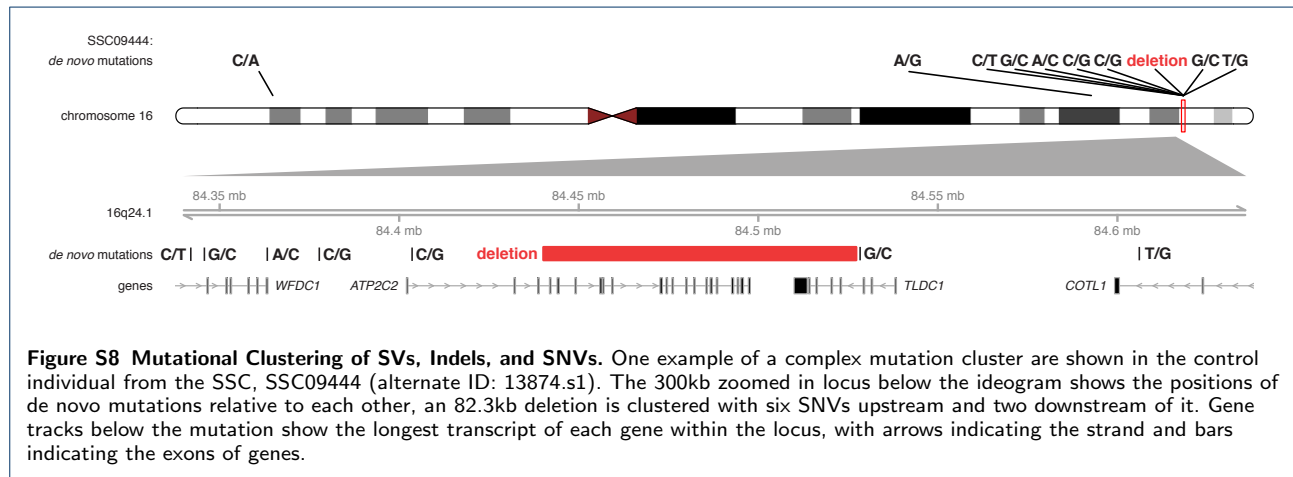 SSC09444:
de novo mutations C/A A/G C/T G/C A/C C/G C/G deletion G/C T/G
chromosome 16
84.35 mb 84.45 mb 84.55 mb
16q24.1
84.4 mb 84.5 mb 84.6 mb
de novo mutations C/T G/C A/C C/G C/G deletion G/C T/G
genes WFDC1 ATP2C2 TLDC1 COTL1
Figure S8 Mutational Clustering of SVs, Indels, and SNVs. One example of a complex mutation cluster are shown in the control
individual from the SSC, SSC09444 (alternate ID: 13874.s1). The 300kb zoomed in locus below the ideogram shows the positions of
de novo mutations relative to each other, an 82.3kb deletion is clustered with six SNVs upstream and two downstream of it. Gene
tracks below the mutation show the longest transcript of each gene within the locus, with arrows indicating the strand and bars
indicating the exons of genes.